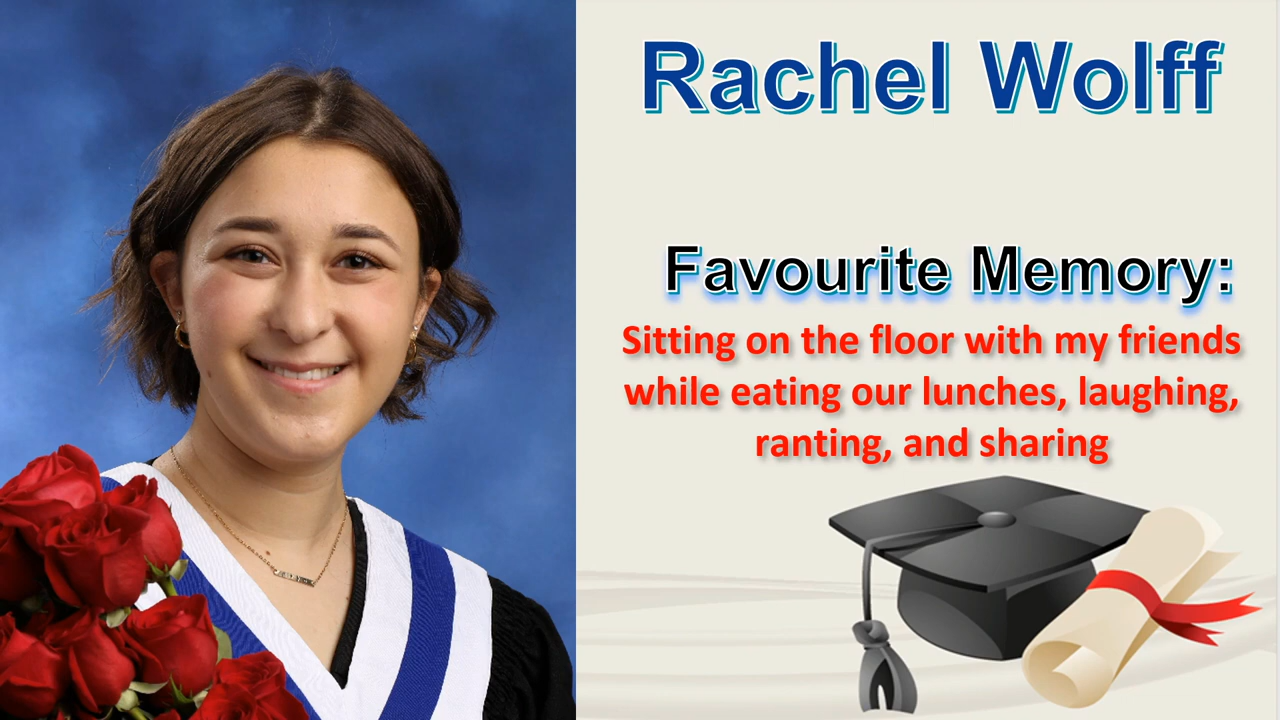 Rachel Wolff
Favourite Memory:
Sitting on the floor with my friends
while eating our lunches, laughing,
ranting, and sharing